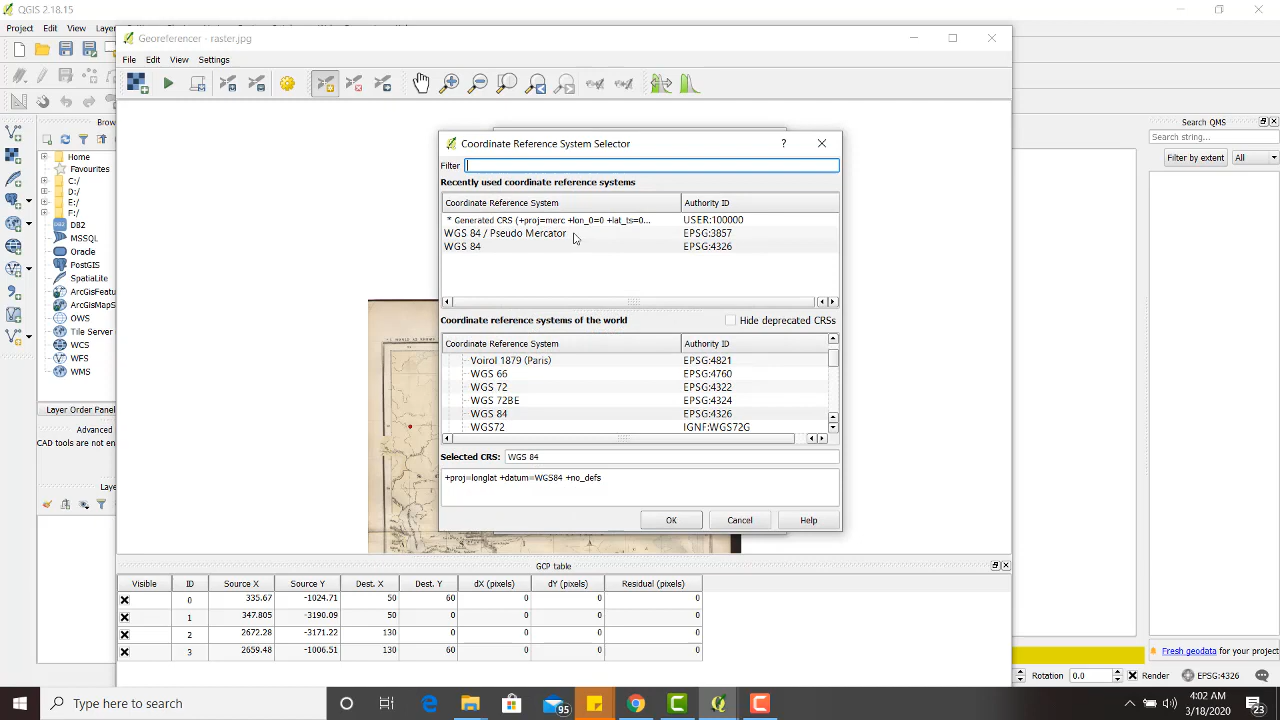 QGIS 2.18.15
Project Edit View Layer
Georeferencer - raster.jpg
File Edit View Settings
Brow
Home
Favourites
C:/
D:/
E:/
F:/
DB2
MSSQL
Oracle
PostGIS
SpatiaLite
ArcGisFeatu
ArcGisMapS
OWS
Tile Server
WCS
WFS
WMS
Layer Order Panel
Advanced
CAD tools are not en
Laye
Coordinate Reference System Selector
?
Filter
Recently used coordinate reference systems
Coordinate Reference System Authority ID
* Generated CRS (+proj=merc +lon_0=0 +lat_ts=0... USER:100000
WGS 84 / Pseudo Mercator EPSG:3857
WGS 84 EPSG:4326
Coordinate reference systems of the world Hide deprecated CRSs
Coordinate Reference System Authority ID
Voirol 1879 (Paris) EPSG:4821
WGS 66 EPSG:4760
WGS 72 EPSG:4322
WGS 72BE EPSG:4324
WGS 84 EPSG:4326
WGS72 IGNF:WGS72G
Selected CRS: WGS 84
+proj=longlat +datum=WGS84 +no_defs
OK Cancel Help
GCP table
Visible ID Source X Source Y Dest. X Dest. Y dX (pixels) dY (pixels) Residual (pixels)
0 335.67 -1024.71 50 60 0 0 0
1 347.805 -3190.09 50 0 0 0 0
2 2672.28 -3171.22 130 0 0 0 0
3 2659.48 -1006.51 130 60 0 0 0
Search QMS
Search string...
Filter by extent All
Fresh geodata for your project
Rotation 0.0 Render EPSG:4326
Type here to search
95
4:02 AM
3/18/2020
23